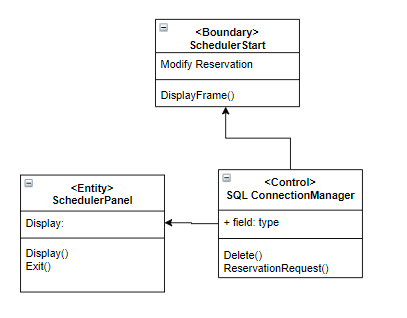 <Boundary>
SchedulerStart
Modify Reservation
DisplayFrame()
<Entity>
SchedulerPanel
Display:
Display()
Exit()
<Control>
SQL ConnectionManager
+ field: type
Delete()
ReservationRequest()